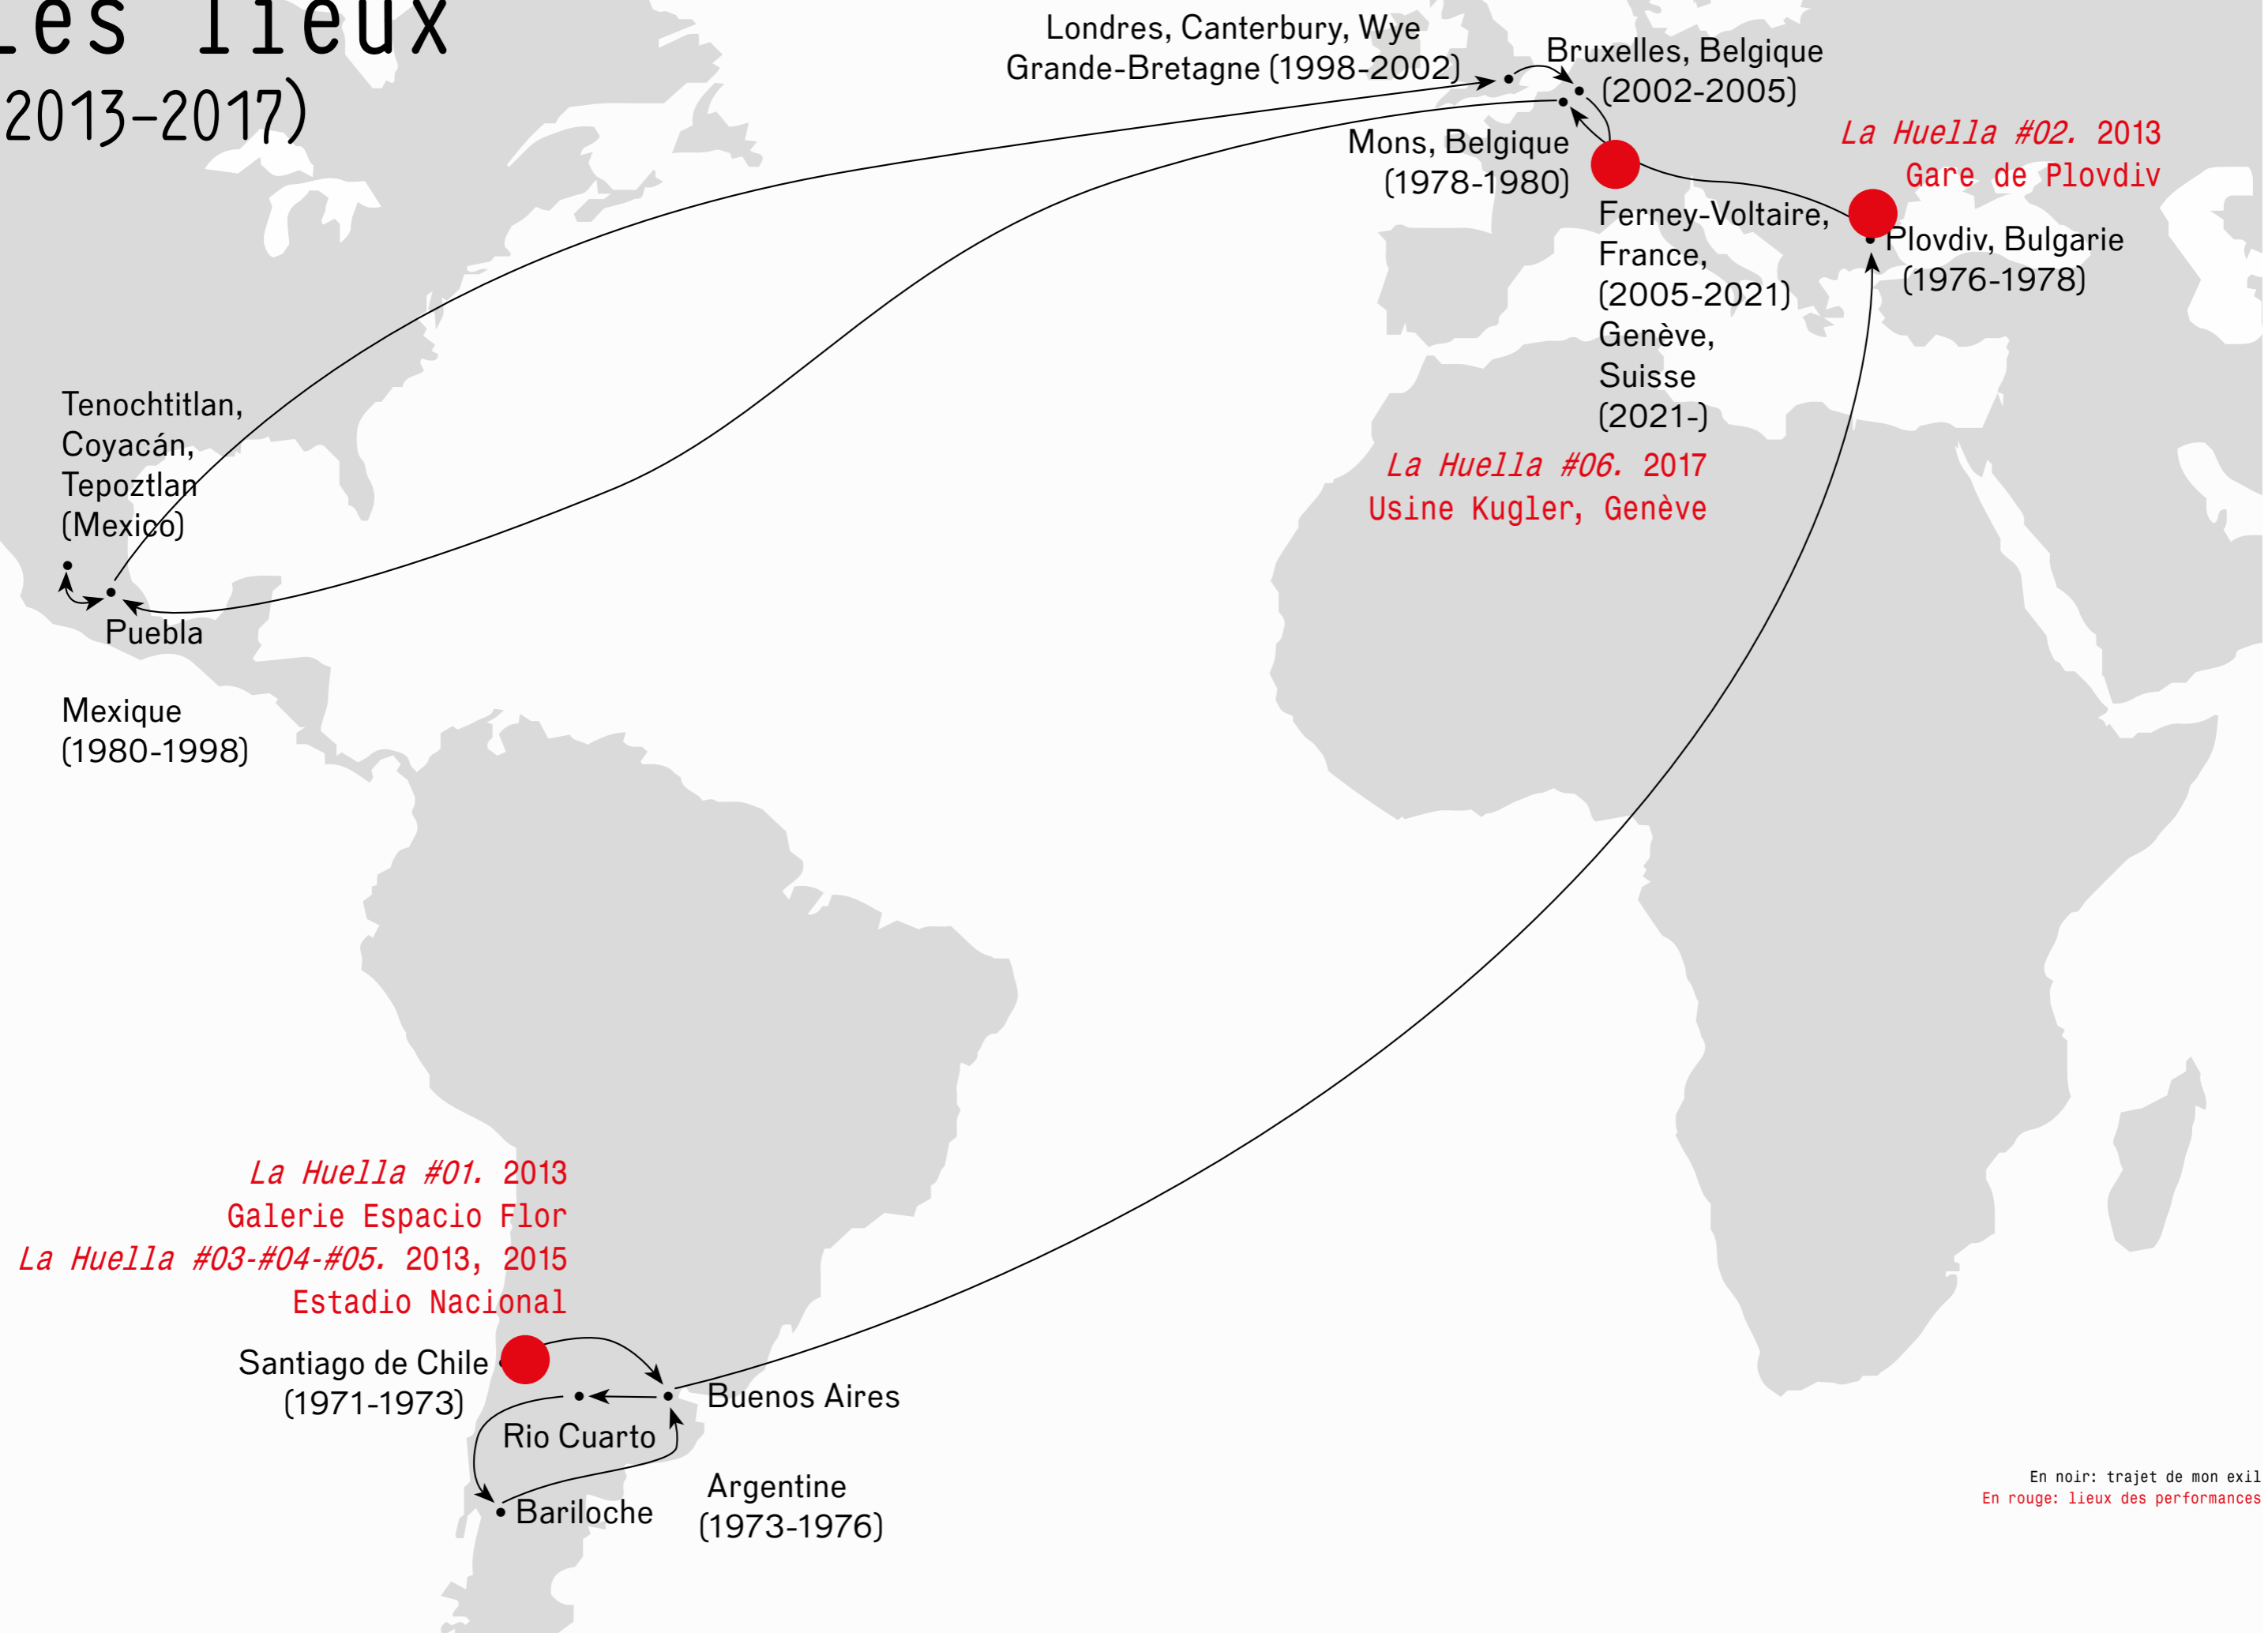 les lieux
2013-2017)
Londres, Canterbury, Wye
Grande-Bretagne (1998-2002)
Bruxelles, Belgique
(2002-2005)
Mons, Belgique
(1978-1980)
La Huella #02. 2013
Gare de Plovdiv
Plovdiv, Bulgarie
(1976-1978)
Ferney-Voltaire,
France,
(2005-2021)
Genève,
Suisse
(2021-)
La Huella #06. 2017
Usine Kugler, Genève
Tenochtitlan,
Coyacán,
Tepoztlan
(Mexico)
Puebla
Mexique
(1980-1998)
La Huella #01. 2013
Galerie Espacio Flor
La Huella #03-#04-#05. 2013, 2015
Estadio Nacional
Santiago de Chile
(1971-1973)
Buenos Aires
Rio Cuarto
Bariloche
Argentine
(1973-1976)
En noir: trajet de mon exil
En rouge: lieux des performances